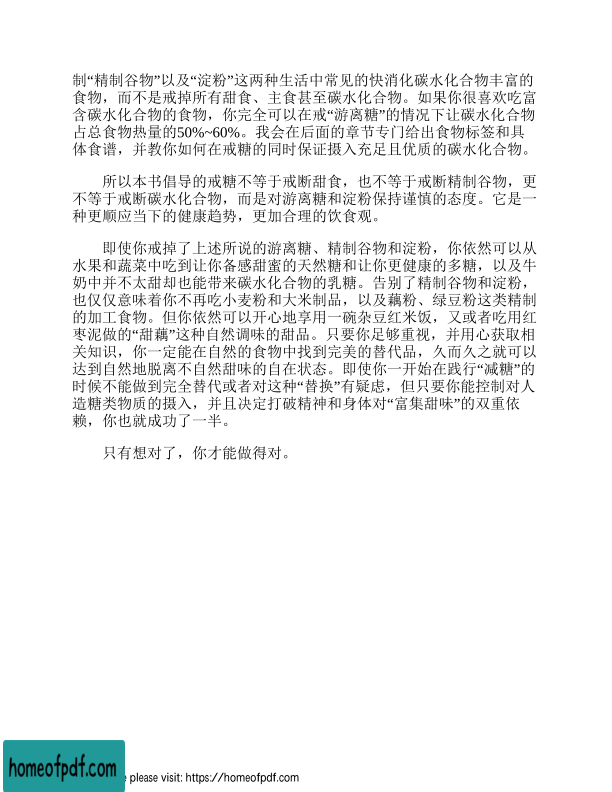 制“精制谷物”以及“淀粉”这两种生活中常见的快消化碳水化合物丰富的
食物，而不是戒掉所有甜食、主食甚至碳水化合物。如果你很喜欢吃富
含碳水化合物的食物，你完全可以在戒“游离糖”的情况下让碳水化合物
占总食物热量的50%~60%。我会在后面的章节专门给出食物标签和具
体食谱，并教你如何在戒糖的同时保证摄入充足且优质的碳水化合物。
所以本书倡导的戒糖不等于戒断甜食，也不等于戒断精制谷物，更
不等于戒断碳水化合物，而是对游离糖和淀粉保持谨慎的态度。它是一
种更顺应当下的健康趋势，更加合理的饮食观。
即使你戒掉了上述所说的游离糖、精制谷物和淀粉，你依然可以从
水果和蔬菜中吃到让你备感甜蜜的天然糖和让你更健康的多糖，以及牛
奶中并不太甜却也能带来碳水化合物的乳糖。告别了精制谷物和淀粉，
也仅仅意味着你不再吃小麦粉和大米制品，以及藕粉、绿豆粉这类精制
的加工食物。但你依然可以开心地享用一碗杂豆红米饭，又或者吃用红
枣泥做的“甜藕”这种自然调味的甜品。只要你足够重视，并用心获取相
关知识，你一定能在自然的食物中找到完美的替代品，久而久之就可以
达到自然地脱离不自然甜味的自在状态。即使你一开始在践行“减糖”的
时候不能做到完全替代或者对这种“替换”有疑虑，但只要你能控制对人
造糖类物质的摄入，并且决定打破精神和身体对“富集甜味”的双重依
赖，你也就成功了一半。
只有想对了，你才能做得对。
homeofpdf.com
e please visit: https://homeofpdf.com